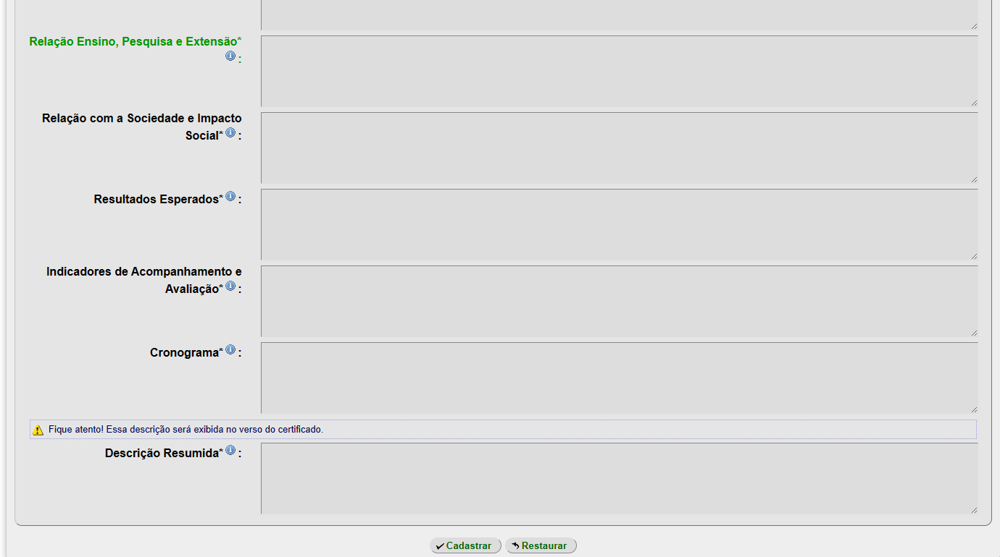 Relação Ensino, Pesquisa e Extensão*
:
Relação com a Sociedade e Impacto
Social* :
Resultados Esperados* :
Indicadores de Acompanhamento e
Avaliação* :
Cronograma* :
Fique atento! Essa descrição será exibida no verso do certificado.
Descrição Resumida* :
Cadastrar Restaurar